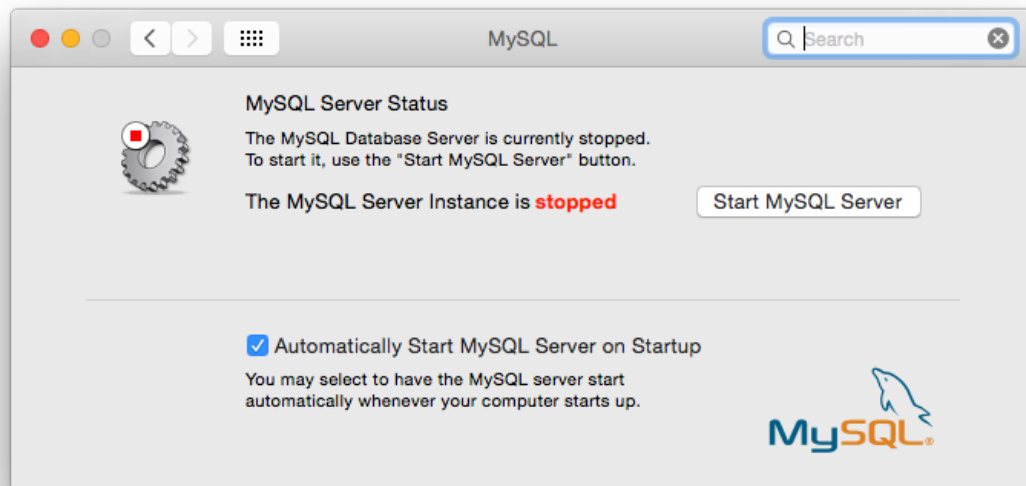 MySQL
Search
MySQL Server Status
The MySQL Database Server is currently stopped.
To start it, use the "Start MySQL Server" button.
The MySQL Server Instance is stopped
Start MySQL Server
Automatically Start MySQL Server on Startup
You may select to have the MySQL server start
automatically whenever your computer starts up.
MySQL®